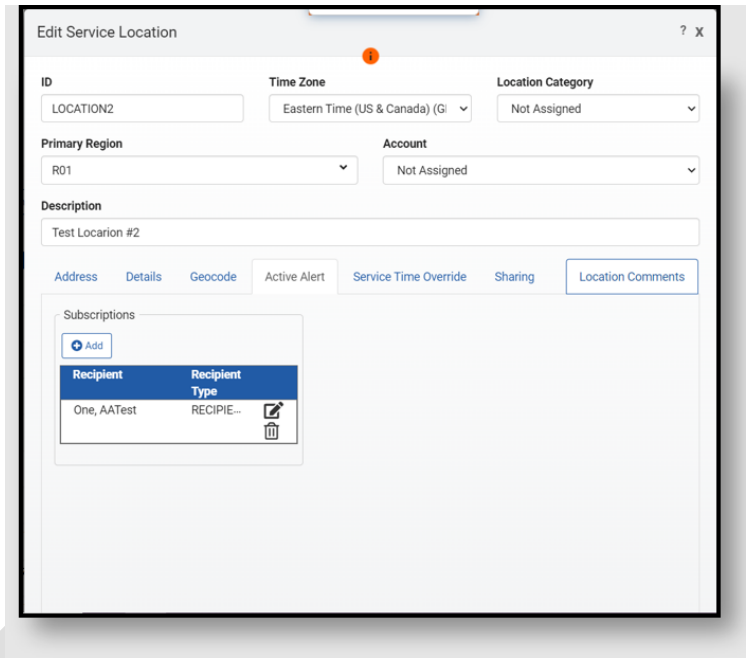 Edit Service Location ? X
i
ID Time Zone Location Category
LOCATION2 Eastern Time (US & Canada) (G Not Assigned
Primary Region Account
R01 Not Assigned
Description
Test Locarion #2
Address Details Geocode Active Alert Service Time Override Sharing Location Comments
Subscriptions
Add
Recipient Recipient
Type
One, AATest RECIPIE...